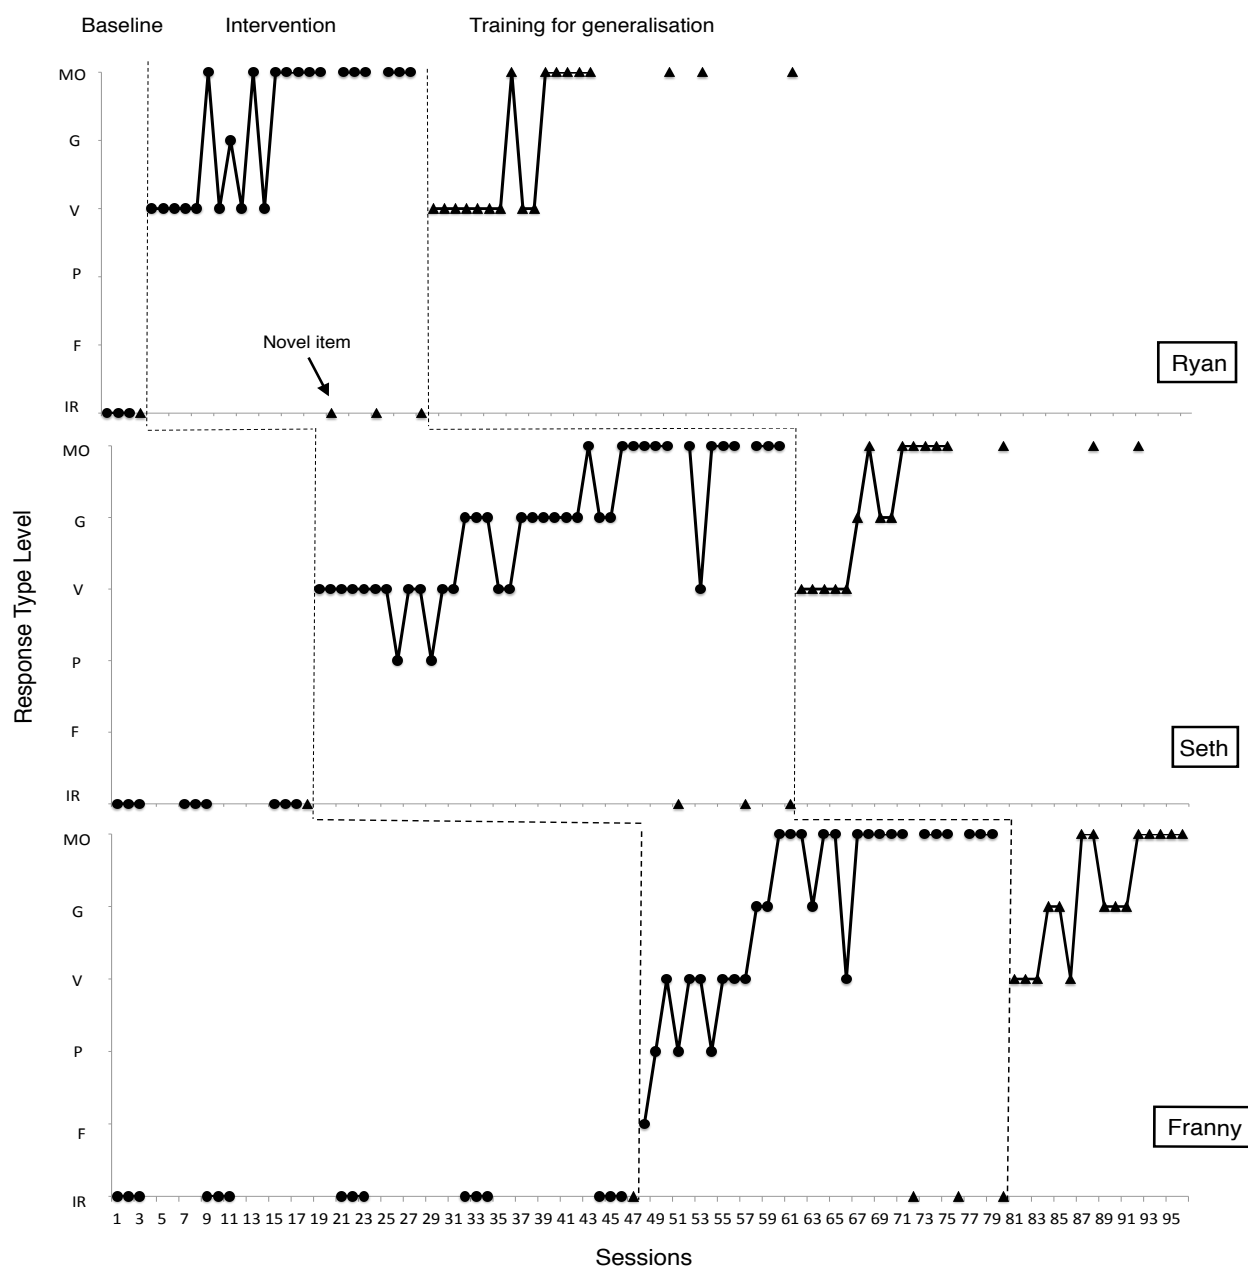 Baseline Intervention Training for generalisation
MO
G
V
P
F
IR
Novel item
Ryan
MO
G
V
P
F
IR
Seth
Response Type Level
MO
G
V
P
F
IR
Franny
1 3 5 7 9 11 13 15 17 19 21 23 25 27 29 31 33 35 37 39 41 43 45 47 49 51 53 55 57 59 61 63 65 67 69 71 73 75 77 79 81 83 85 87 89 91 93 95
Sessions